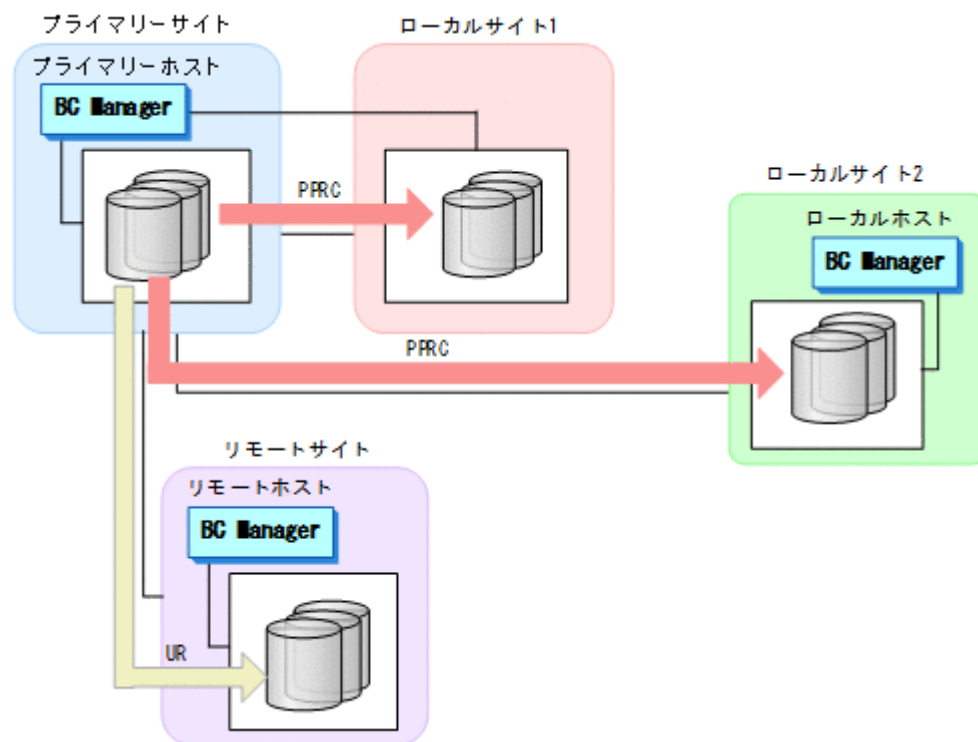 プライマリーサイト
ローカルサイト1
プライマリーホスト
BC Manager
PPRC
ローカルサイト2
ローカルホスト
BC Manager
PPRC
リモートサイト
リモートホスト
BC Manager
UR